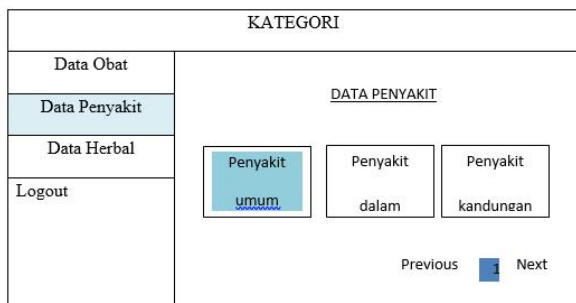 KATEGORI
Data Obat
Data Penyakit
Data Herbal
Logout
DATA PENYAKIT
Penyakit
umum
Penyakit
dalam
Penyakit
kandungan
Previous 1 Next